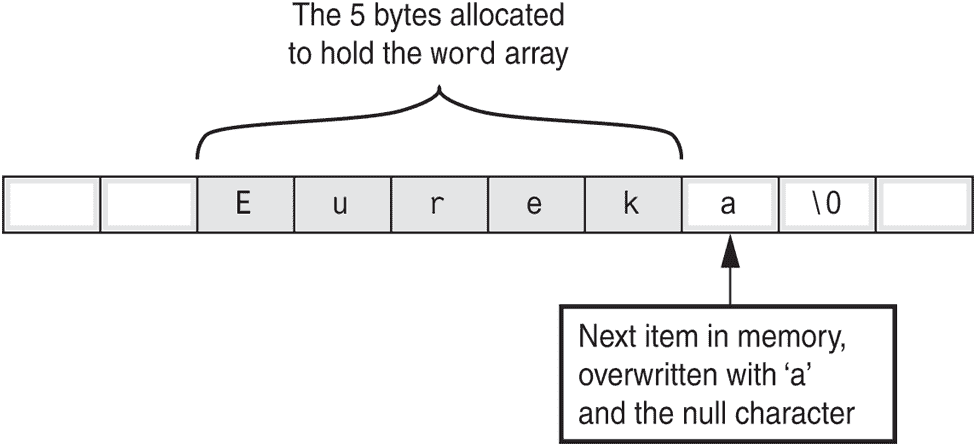 The 5 bytes allocated
to hold the word array
E u r e k a \0
Next item in memory,
overwritten with ‘a’
and the null character